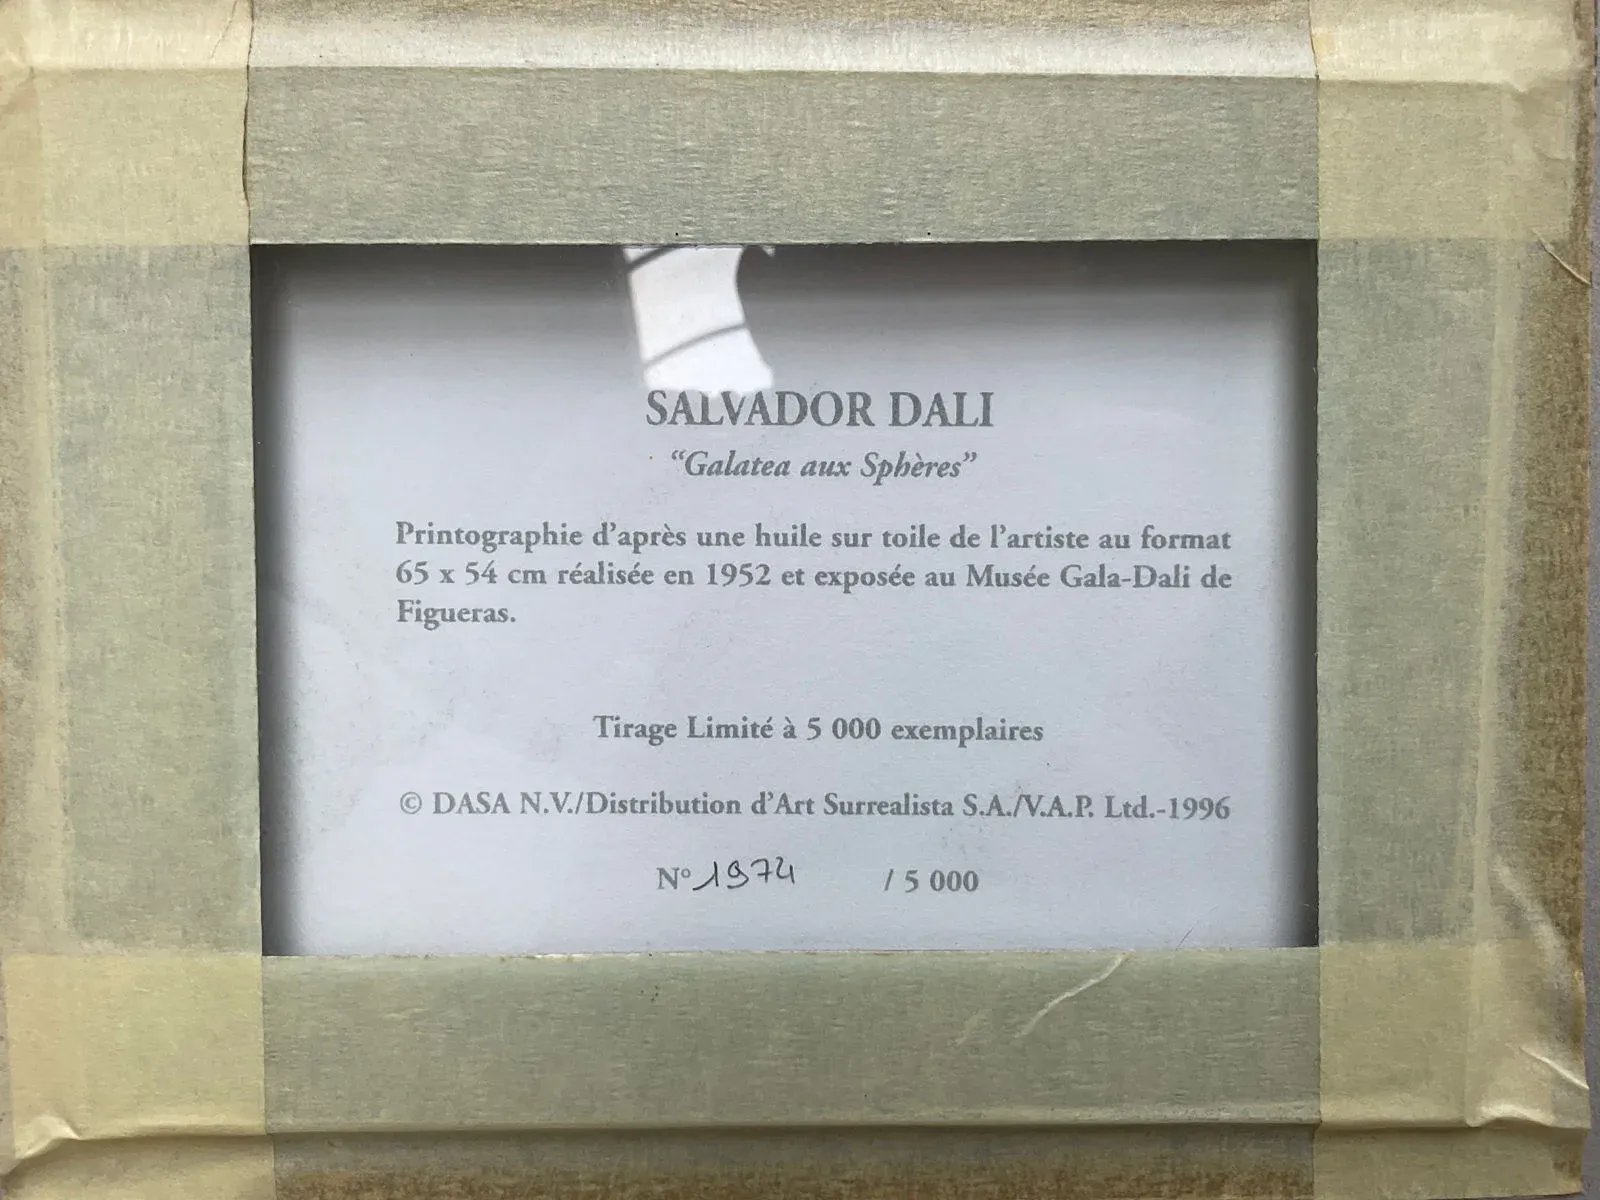 SALVADOR DALI
“Galatea aux Sphères”
Printographie d’après une huile sur toile de l’artiste au format
65 x 54 cm réalisée en 1952 et exposée au Musée Gala-Dali de
Figueras.
Tirage Limité à 5 000 exemplaires
© DASA N.V./Distribution d’Art Surrealista S.A./V.A.P. Ltd.-1996
N° 1974 / 5 000